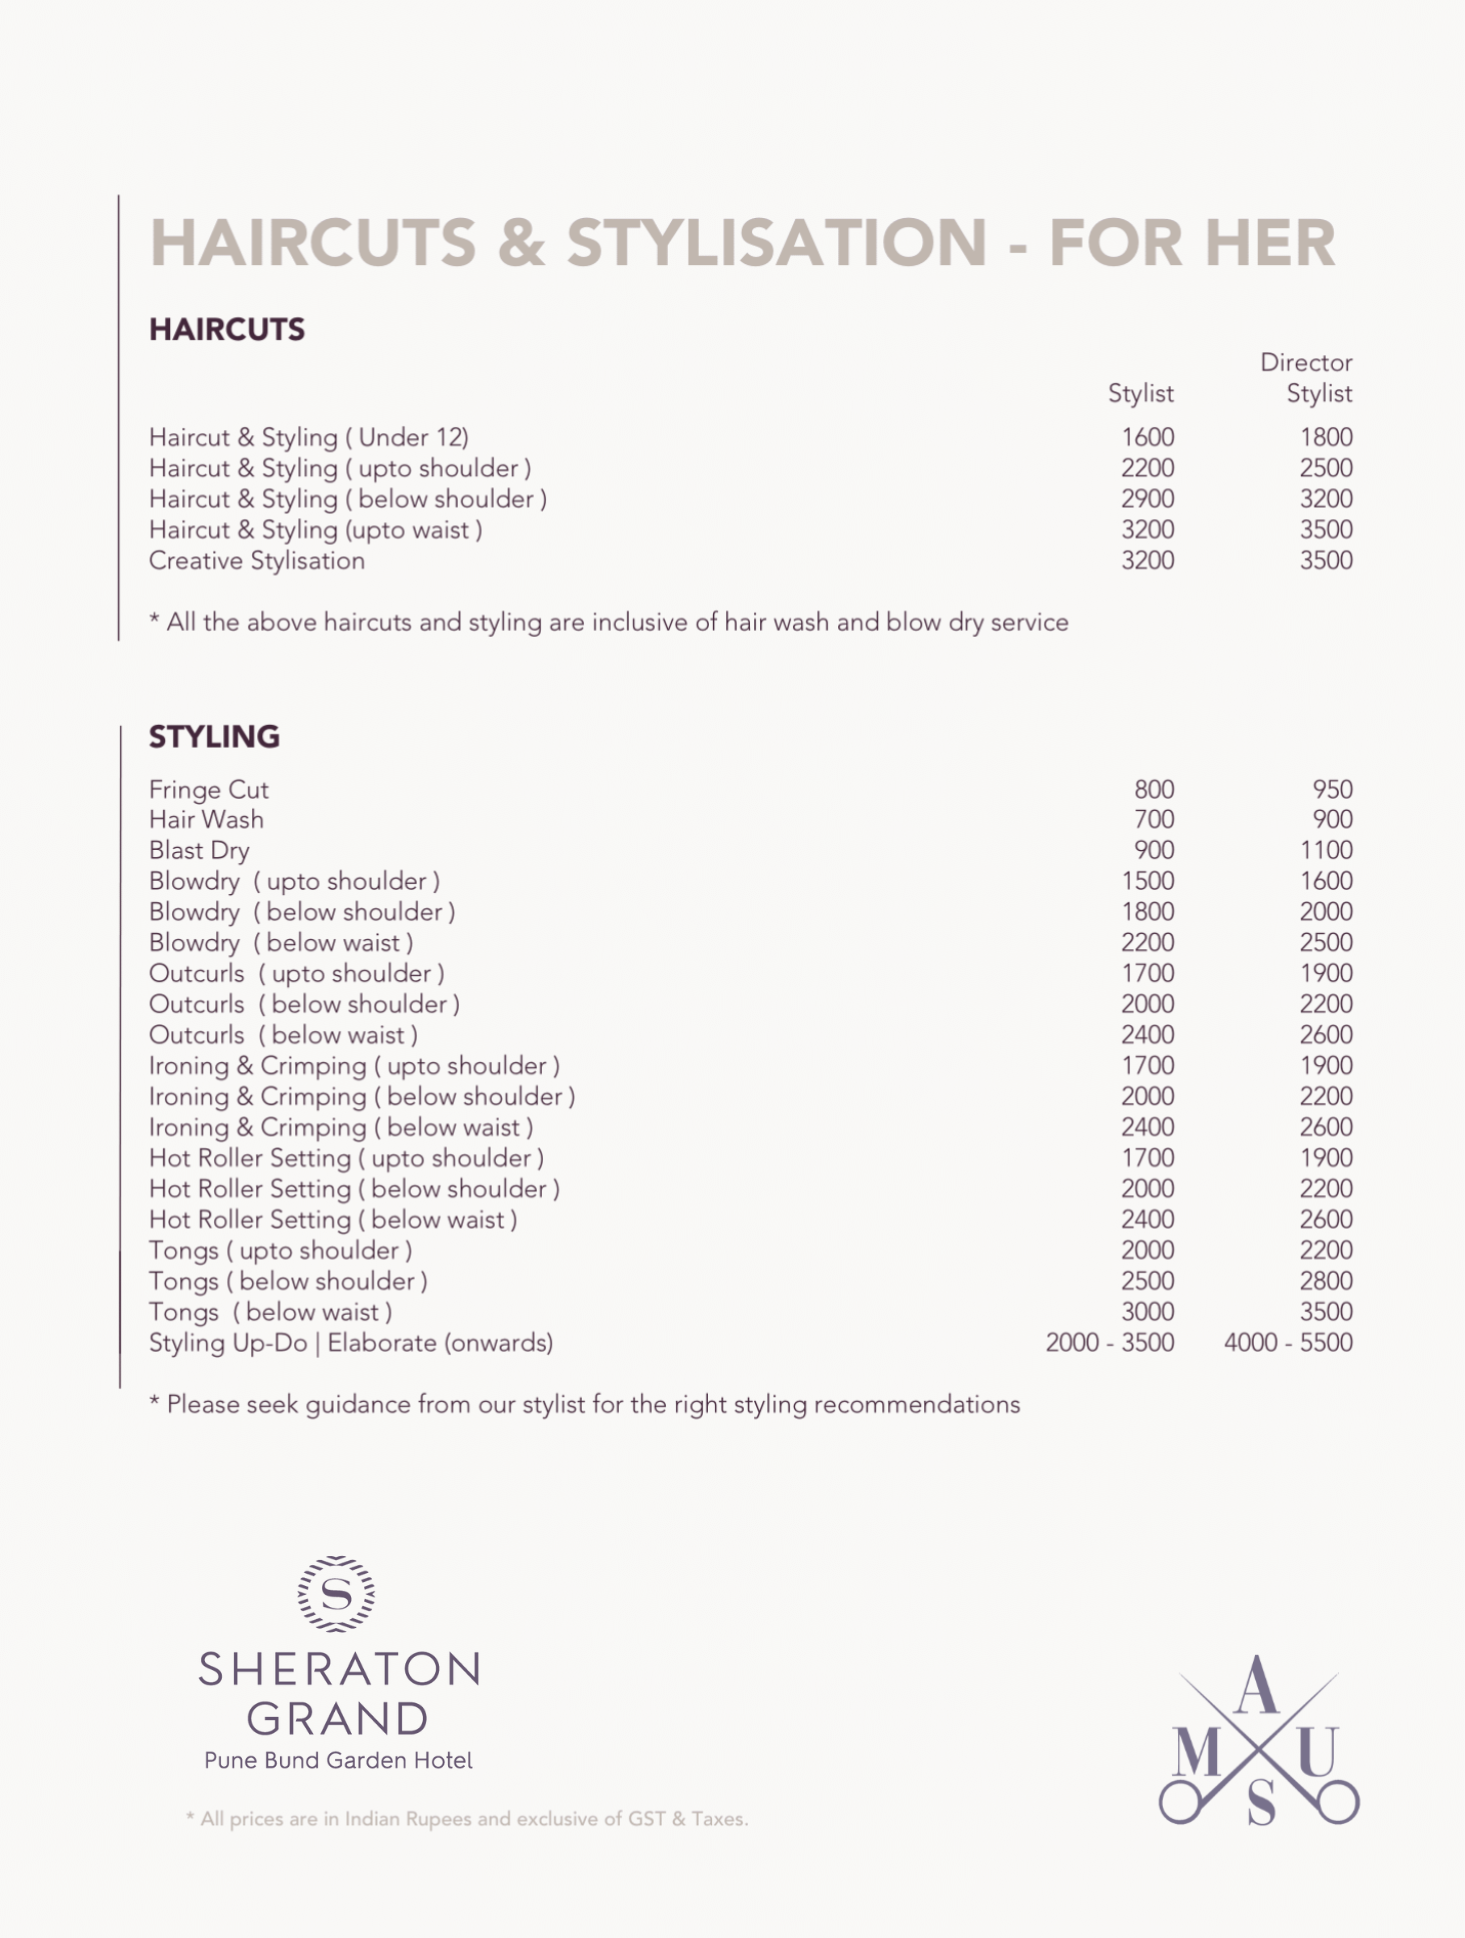 HAIRCUTS & STYLISATION - FOR HER
HAIRCUTS
Director
Stylist Stylist
Haircut & Styling ( Under 12) 1600 1800
Haircut & Styling ( upto shoulder ) 2200 2500
Haircut & Styling ( below shoulder ) 2900 3200
Haircut & Styling (upto waist ) 3200 3500
Creative Stylisation 3200 3500
* All the above haircuts and styling are inclusive of hair wash and blow dry service
STYLING
Fringe Cut 800 950
Hair Wash 700 900
Blast Dry 900 1100
Blowdry ( upto shoulder ) 1500 1600
Blowdry ( below shoulder ) 1800 2000
Blowdry ( below waist ) 2200 2500
Outcurls ( upto shoulder ) 1700 1900
Outcurls ( below shoulder ) 2000 2200
Outcurls ( below waist ) 2400 2600
Ironing & Crimping ( upto shoulder ) 1700 1900
Ironing & Crimping ( below shoulder ) 2000 2200
Ironing & Crimping ( below waist ) 2400 2600
Hot Roller Setting ( upto shoulder ) 1700 1900
Hot Roller Setting ( below shoulder ) 2000 2200
Hot Roller Setting ( below waist ) 2400 2600
Tongs ( upto shoulder ) 2000 2200
Tongs ( below shoulder ) 2500 2800
Tongs ( below waist ) 3000 3500
Styling Up-Do | Elaborate (onwards) 2000 - 3500 4000 - 5500
* Please seek guidance from our stylist for the right styling recommendations
S
SHERATON
GRAND
Pune Bund Garden Hotel
* All prices are in Indian Rupees and exclusive of GST & Taxes.
A
M U
S